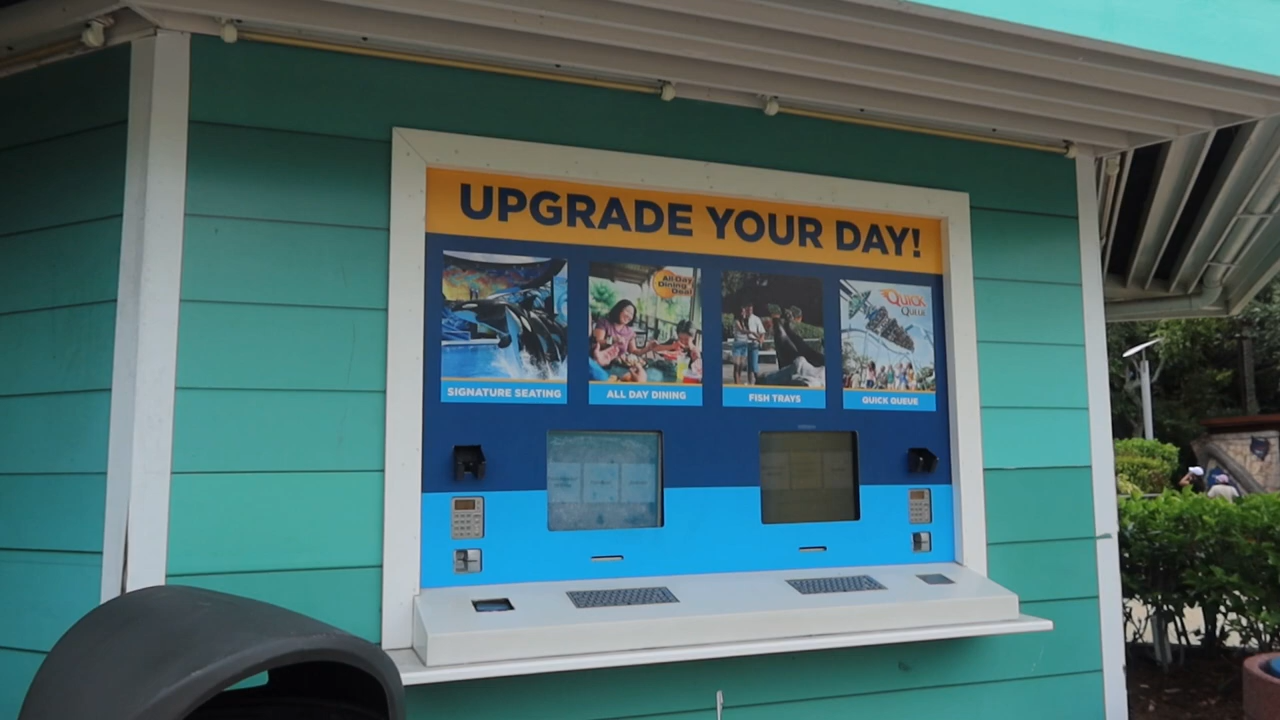 UPGRADE YOUR DAY!
All Day
Dining
Deal
QUICK
QUEUE
SIGNATURE SEATING
ALL DAY DINING
FISH TRAYS
QUICK QUEUE